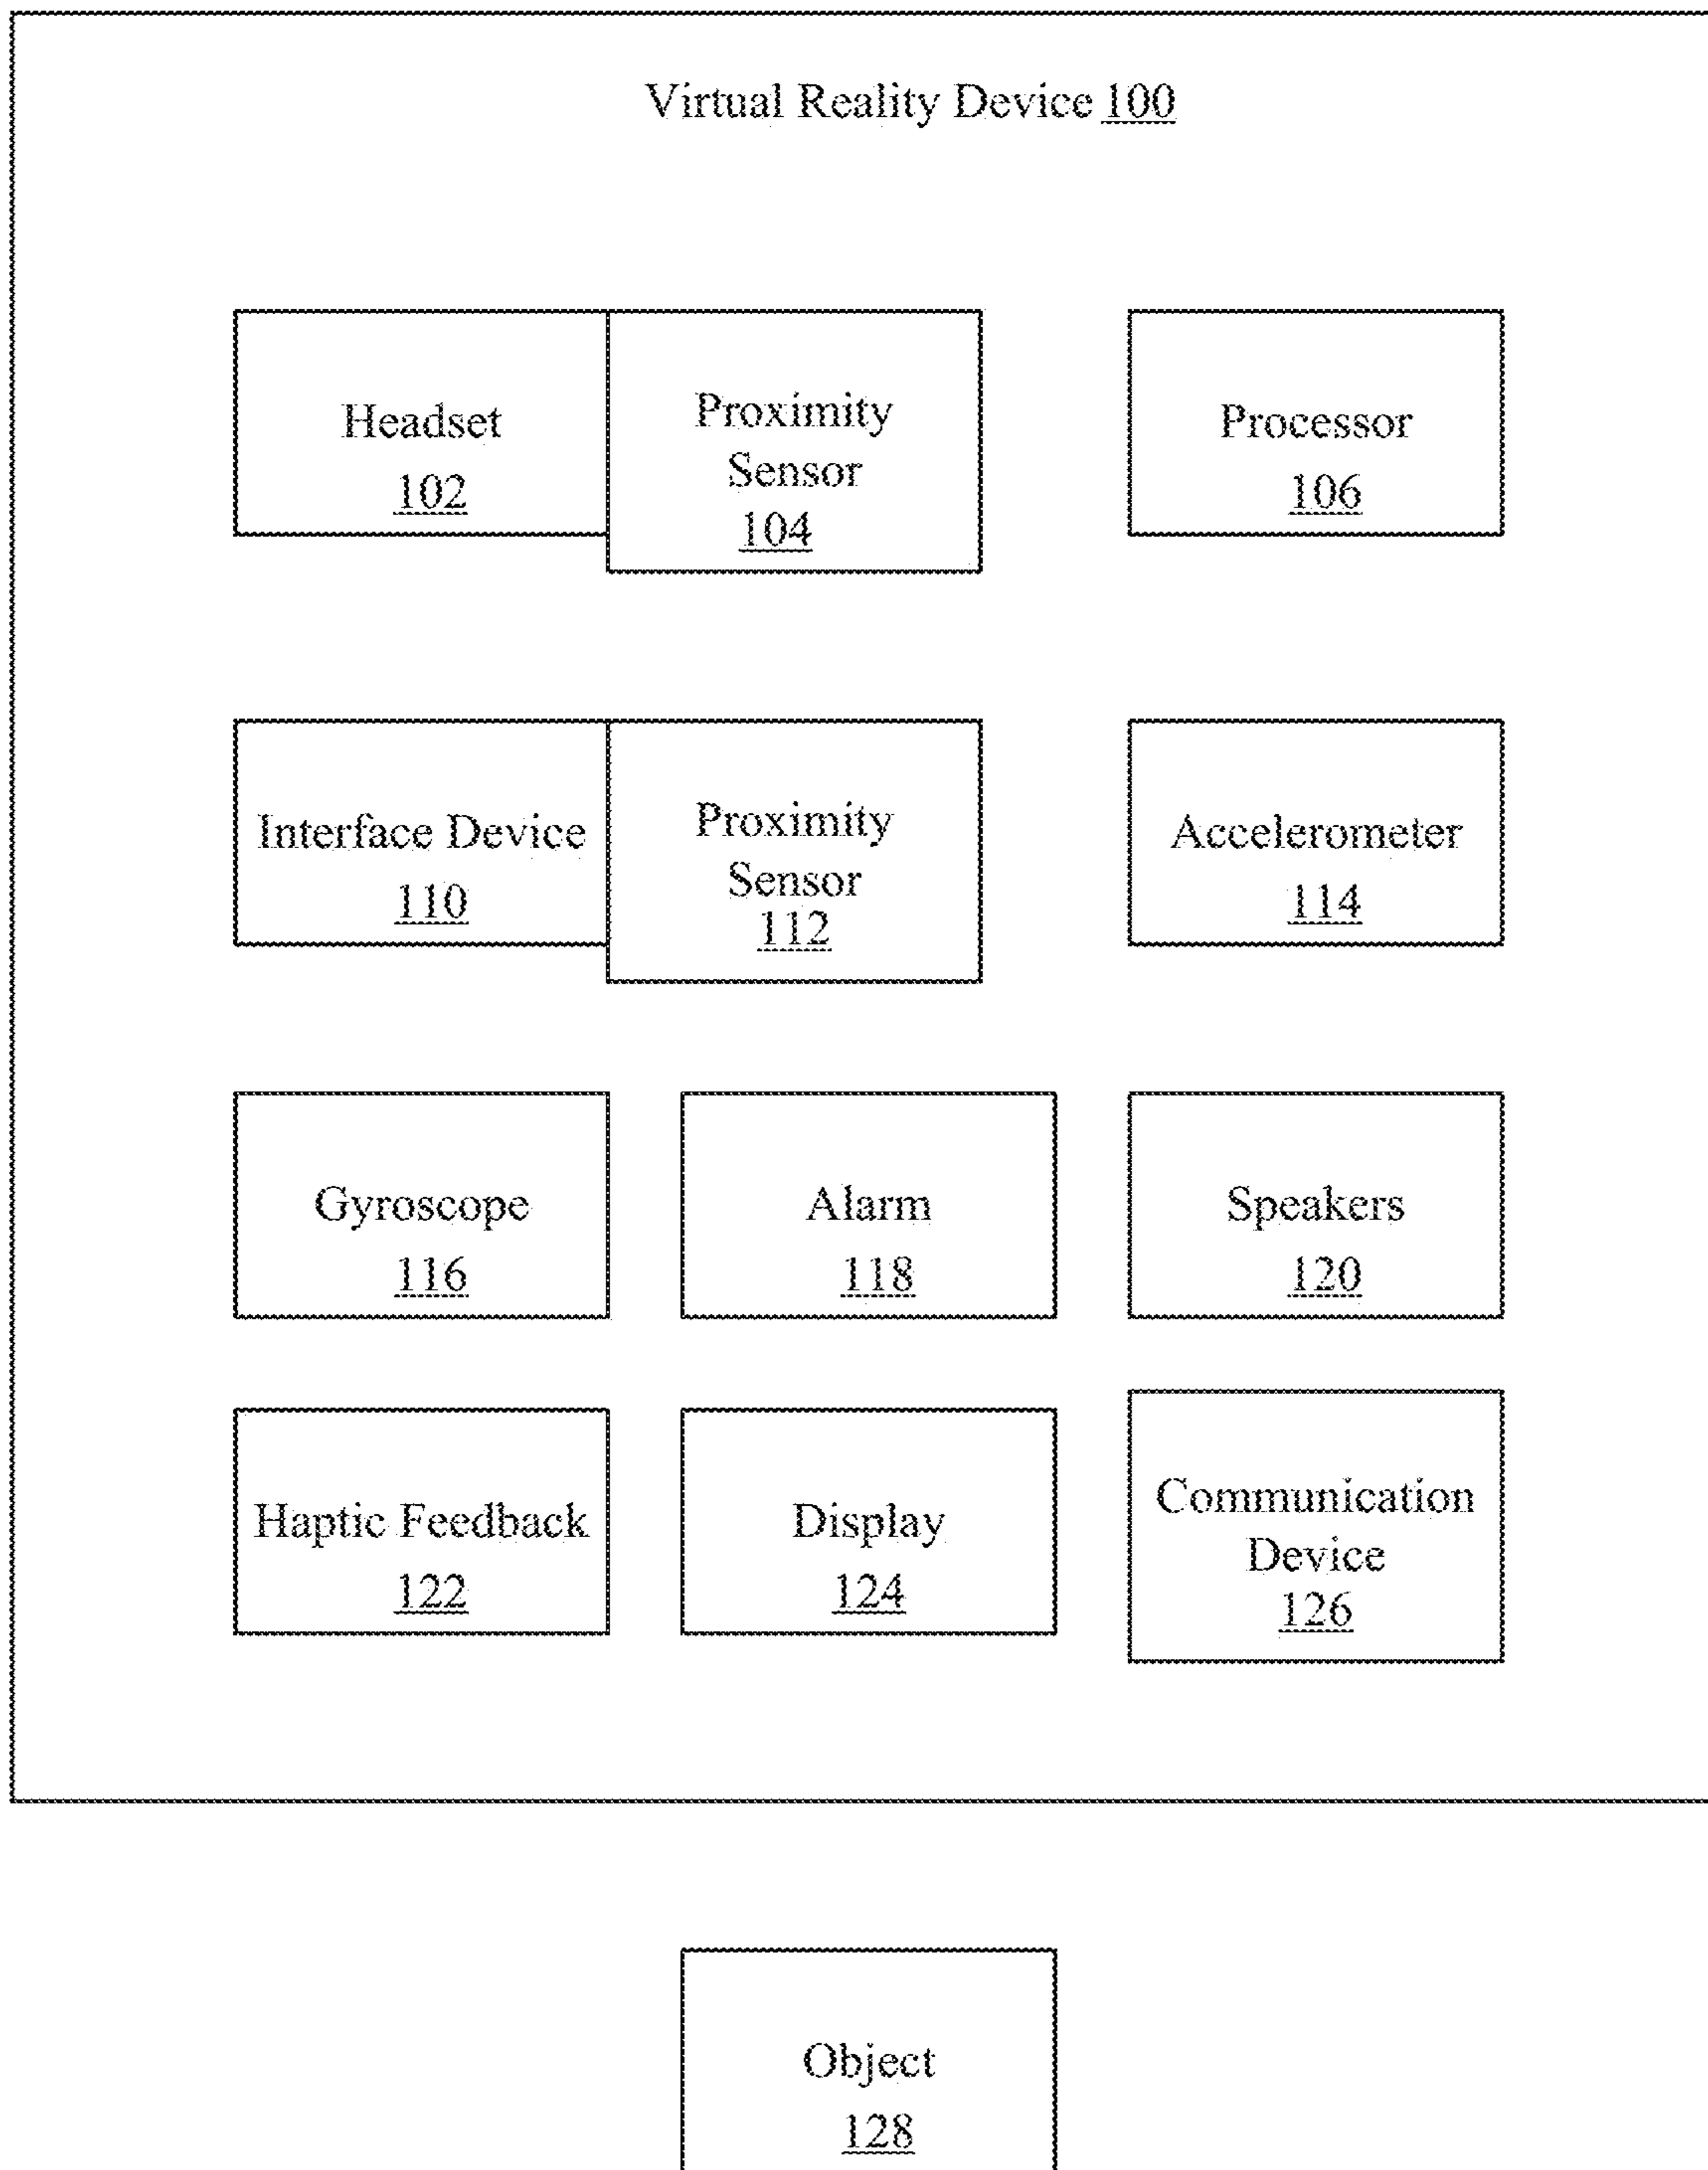 Virtual Reality Device 100
Headset
102
Proximity
Sensor
104
Processor
106
Interface Device
110
Proximity
Sensor
112
Accelerometer
114
Gyroscope
116
Alarm
118
Speakers
120
Haptic Feedback
122
Display
124
Communication
Device
126
Object
128